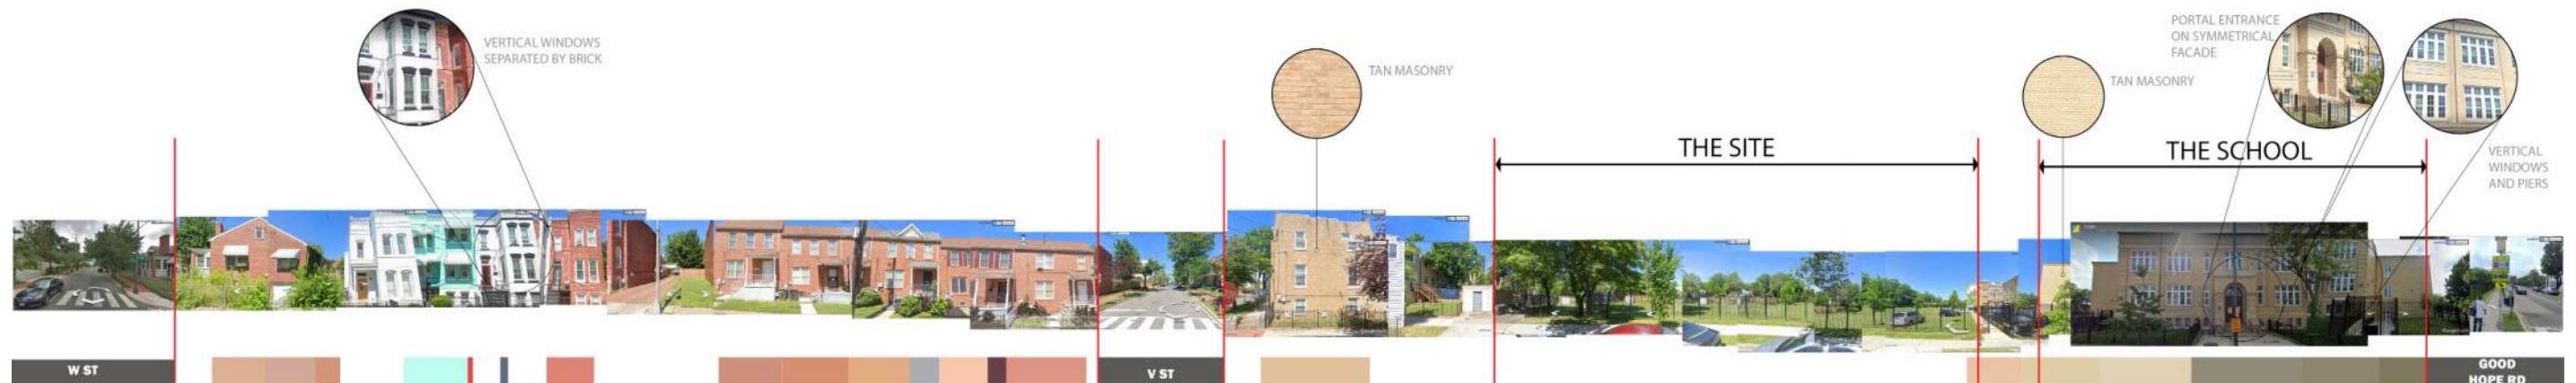 VERTICAL WINDOWS
SEPARATED BY BRICK
TAN MASONRY
THE SITE
TAN MASONRY
PORTAL ENTRANCE
ON SYMMETRICAL
FACADE
THE SCHOOL
VERTICAL
WINDOWS
AND PIERS
W ST
V ST
GOOD
HOPE RD